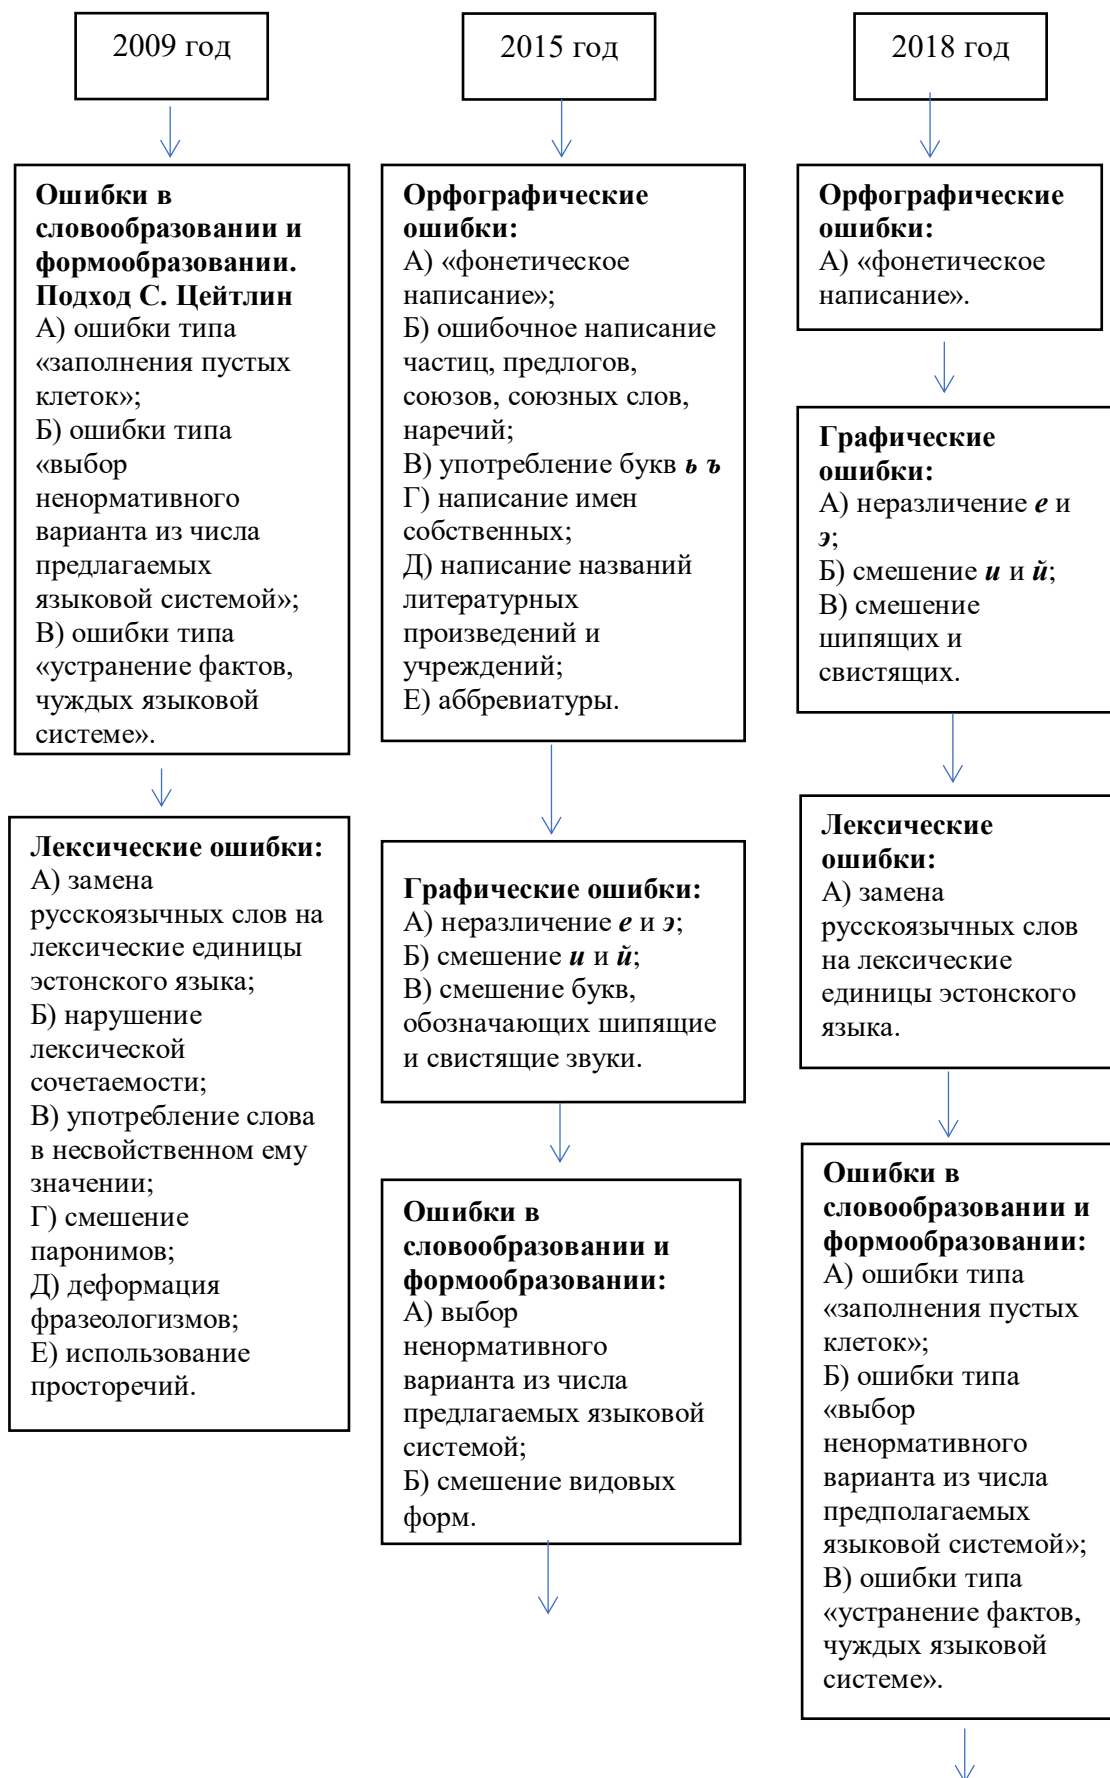 2009 год
Ошибки в
словообразовании и
формообразовании.
Подход С. Цейтлин
А) ошибки типа
«заполнения пустых
клеток»;
Б) ошибки типа
«выбор
ненормативного
варианта из числа
предлагаемых
языковой системой»;
В) ошибки типа
«устранение фактов,
чуждых языковой
системе».
Лексические ошибки:
А) замена
русскоязычных слов на
лексические единицы
эстонского языка;
Б) нарушение
лексической
сочетаемости;
В) употребление слова
в несвойственном ему
значении;
Г) смешение
паронимов;
Д) деформация
фразеологизмов;
Е) использование
просторечий.
2015 год
Орфографические
ошибки:
А) «фонетическое
написание»;
Б) ошибочное написание
частиц, предлогов,
союзов, союзных слов,
наречий;
В) употребление букв ь ъ
Г) написание имен
собственных;
Д) написание названий
литературных
произведений и
учреждений;
Е) аббревиатуры.
Графические ошибки:
А) неразличение е и э;
Б) смешение и и й;
В) смешение букв,
обозначающих шипящие
и свистящие звуки.
Ошибки в
словообразовании и
формообразовании:
А) выбор
ненормативного
варианта из числа
предлагаемых языковой
системой;
Б) смешение видовых
форм.
2018 год
Орфографические
ошибки:
А) «фонетическое
написание».
Графические
ошибки:
А) неразличение е и
э;
Б) смешение и и й;
В) смешение
шипящих и
свистящих.
Лексические
ошибки:
А) замена
русскоязычных слов
на лексические
единицы эстонского
языка.
Ошибки в
словообразовании и
формообразовании:
А) ошибки типа
«заполнения пустых
клеток»;
Б) ошибки типа
«выбор
ненормативного
варианта из числа
предполагаемых
языковой системой»;
В) ошибки типа
«устранение фактов,
чуждых языковой
системе».